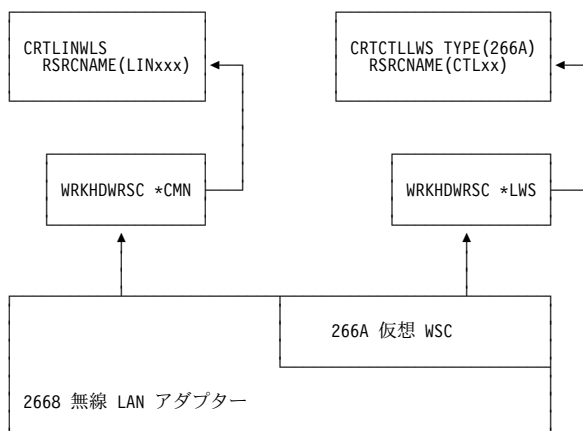 CRTLINWLS
RSRCNAME(LINxxx)
CRTCTLLWS TYPE(266A)
RSRCNAME(CTLxx)
WRKHDWRSC *CMN
WRKHDWRSC *LWS
266A 仮想 WSC
2668 無線 LAN アダプター